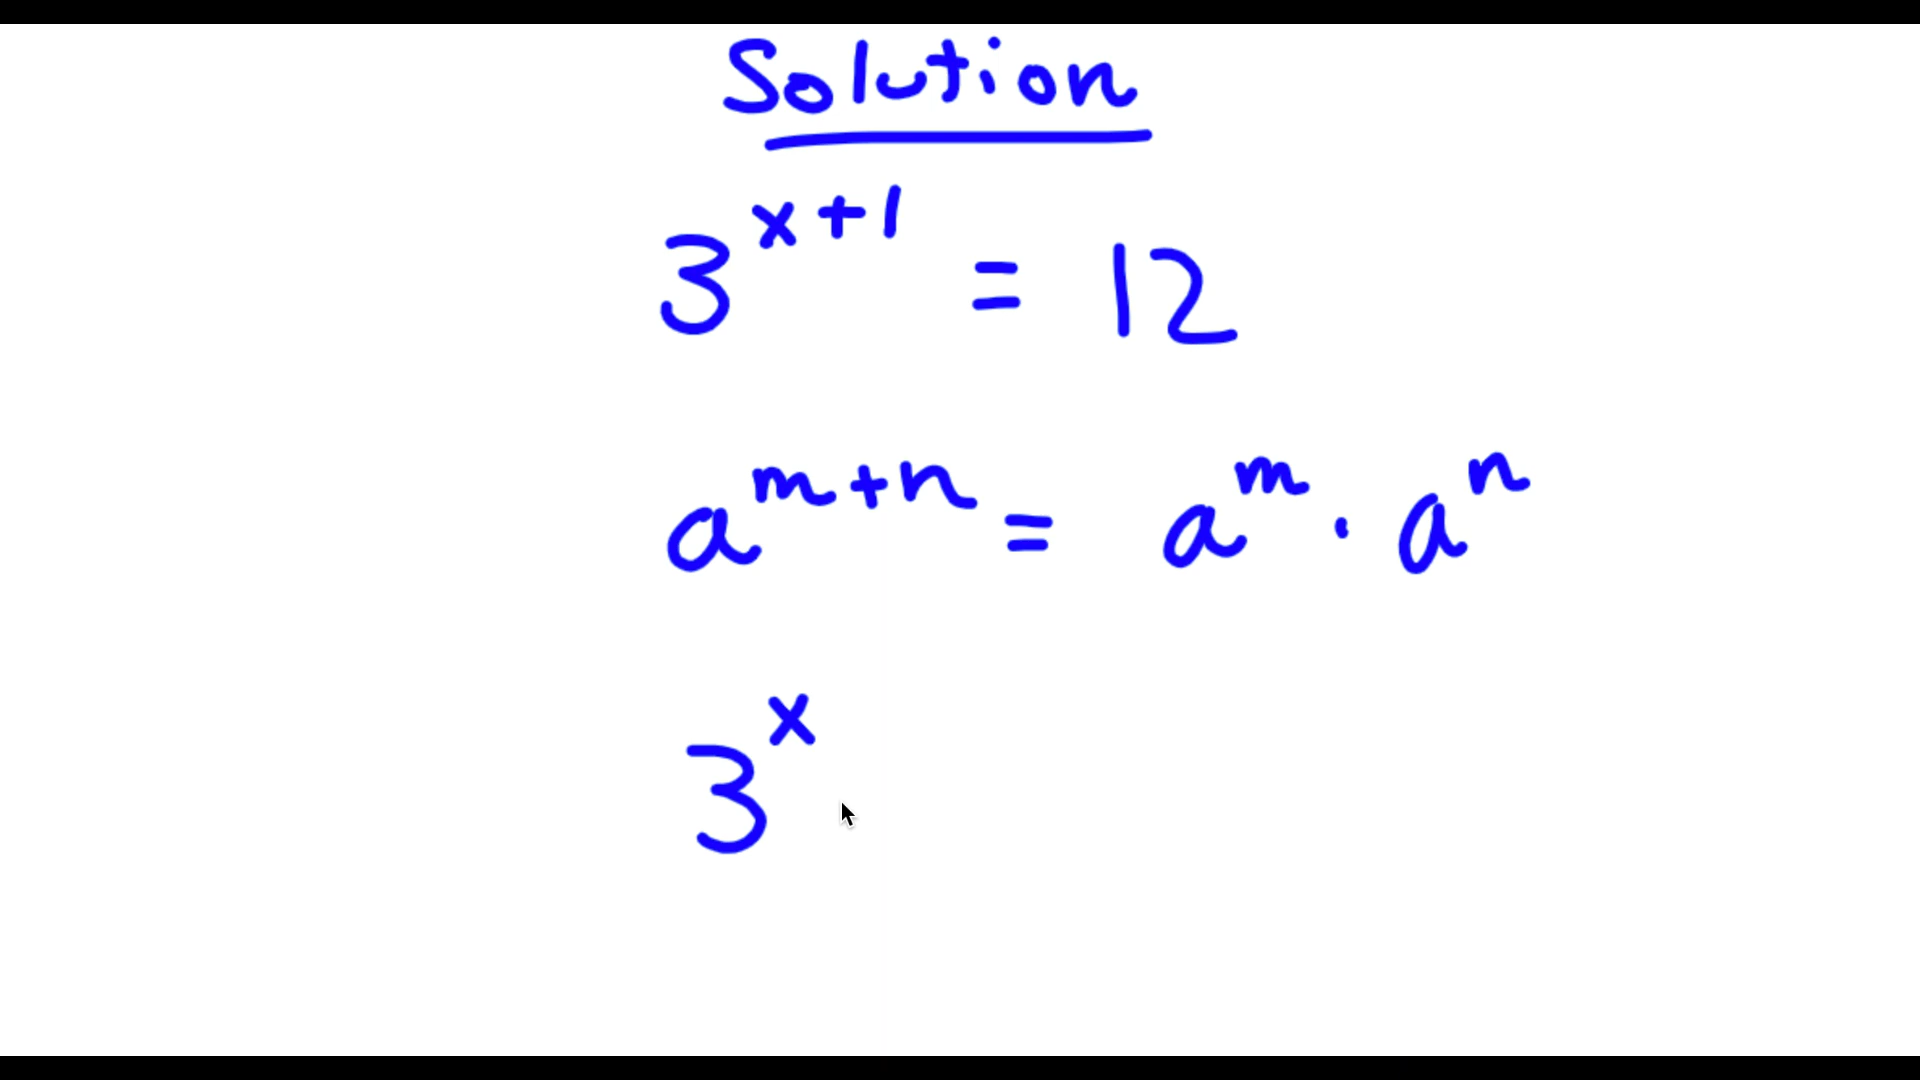 Solution
3^{x+1} = 12
a^{m+n} = a^m · a^n
3^x